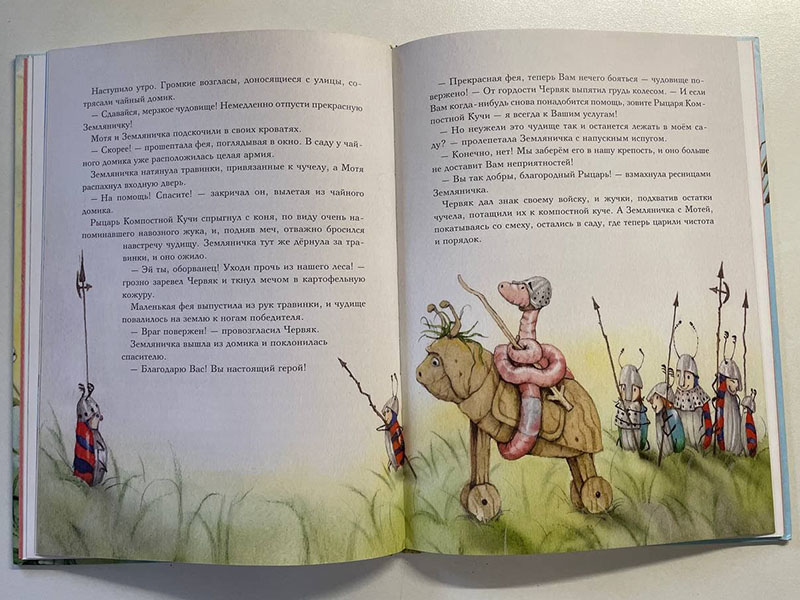 Наступило утро. Громкие возгласы, доносящиеся с улицы, со-
трясали чайный домик.
— Сдавайся, мерзкое чудовище! Немедленно отпусти прекрасную
Земляничку!
Мотя и Земляничка подскочили в своих кроватях.
— Скорее! — прошептала фея, поглядывая в окно. В саду у чай-
ного домика уже расположилась целая армия.
Земляничка натянула травинки, привязанные к чучелу, а Мотя
распахнул входную дверь.
— На помощь! Спасите! — закричал он, вылетая из чайного
домика.
Рыцарь Компостной Кучи спрыгнул с коня, по виду очень на-
поминавшего навозного жука, и, подняв меч, отважно бросился
навстречу чудищу. Земляничка тут же дёрнула за тра-
винки, и оно ожило.
— Эй ты, оборванец! Уходи прочь из нашего леса! —
грозно заревел Червяк и ткнул мечом в картофельную
кожуру.
Маленькая фея выпустила из рук травинки, и чудище
повалилось на землю к ногам победителя.
— Враг повержен! — провозгласил Червяк.
Земляничка вышла из домика и поклонилась
спасителю.
— Благодарю Вас! Вы настоящий герой!
— Прекрасная фея, теперь Вам нечего бояться — чудовище по-
вержено! — От гордости Червяк выпятил грудь колесом. — И если
Вам когда-нибудь снова понадобится помощь, зовите Рыцаря Ком-
постной Кучи — я всегда к Вашим услугам!
— Но неужели это чудище так и останется лежать в моём са-
ду? — пролепетала Земляничка с напускным испугом.
— Конечно, нет! Мы заберём его в нашу крепость, и оно больше
не доставит Вам неприятностей!
— Вы так добры, благородный Рыцарь! — взмахнула ресницами
Земляничка.
Червяк дал знак своему войску, и жучки, подхватив остатки
чучела, потащили их к компостной куче. А Земляничка с Мотей,
покатываясь со смеху, остались в саду, где теперь царили чистота
и порядок.